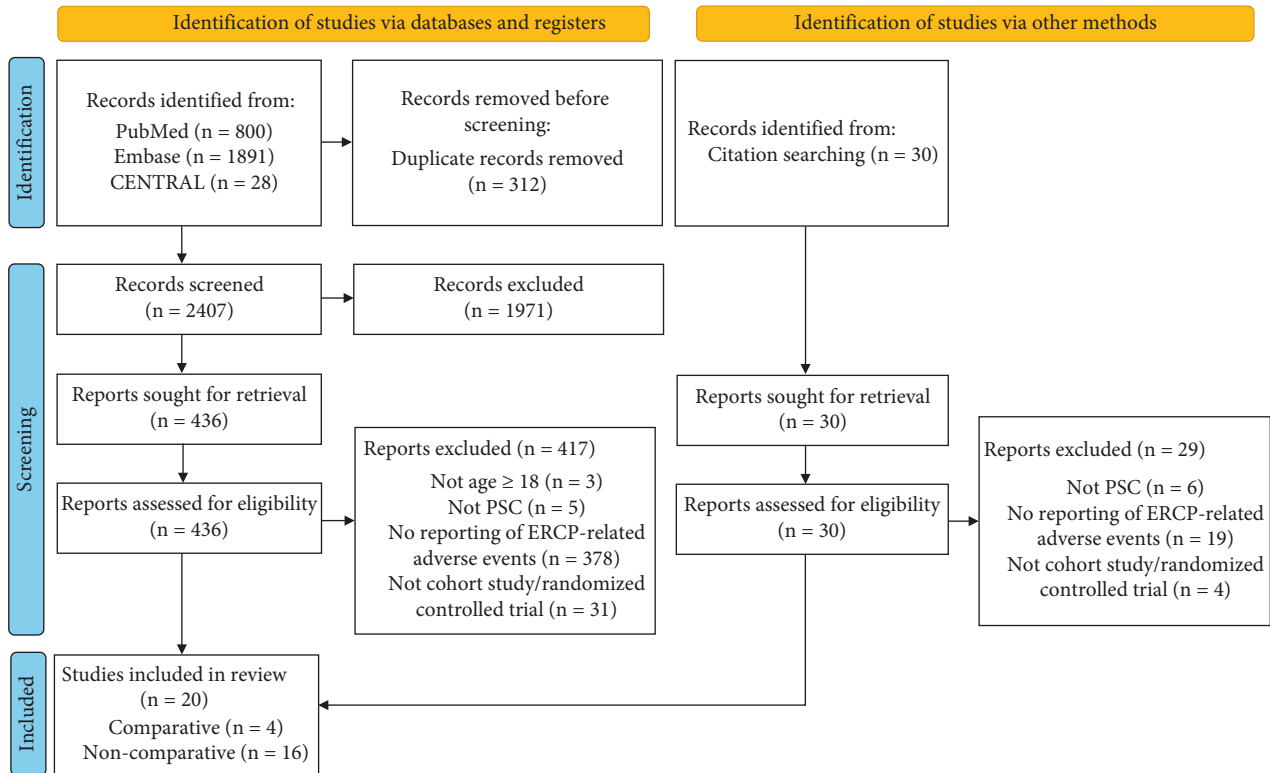 Identification of studies via databases and registers
Identification of studies via other methods
Identification
Records identified from:
PubMed (n = 800)
Embase (n = 1891)
CENTRAL (n = 28)
Records removed before
screening:
Duplicate records removed
(n = 312)
Records identified from:
Citation searching (n = 30)
Screening
Records screened
(n = 2407)
Records excluded
(n = 1971)
Reports sought for retrieval
(n = 436)
Reports sought for retrieval
(n = 30)
Reports assessed for eligibility
(n = 436)
Reports excluded (n = 417)
Not age ≥ 18 (n = 3)
Not PSC (n = 5)
No reporting of ERCP-related
adverse events (n = 378)
Not cohort study/randomized
controlled trial (n = 31)
Reports assessed for eligibility
(n = 30)
Reports excluded (n = 29)
Not PSC (n = 6)
No reporting of ERCP-related
adverse events (n = 19)
Not cohort study/randomized
controlled trial (n = 4)
Included
Studies included in review
(n = 20)
Comparative (n = 4)
Non-comparative (n = 16)